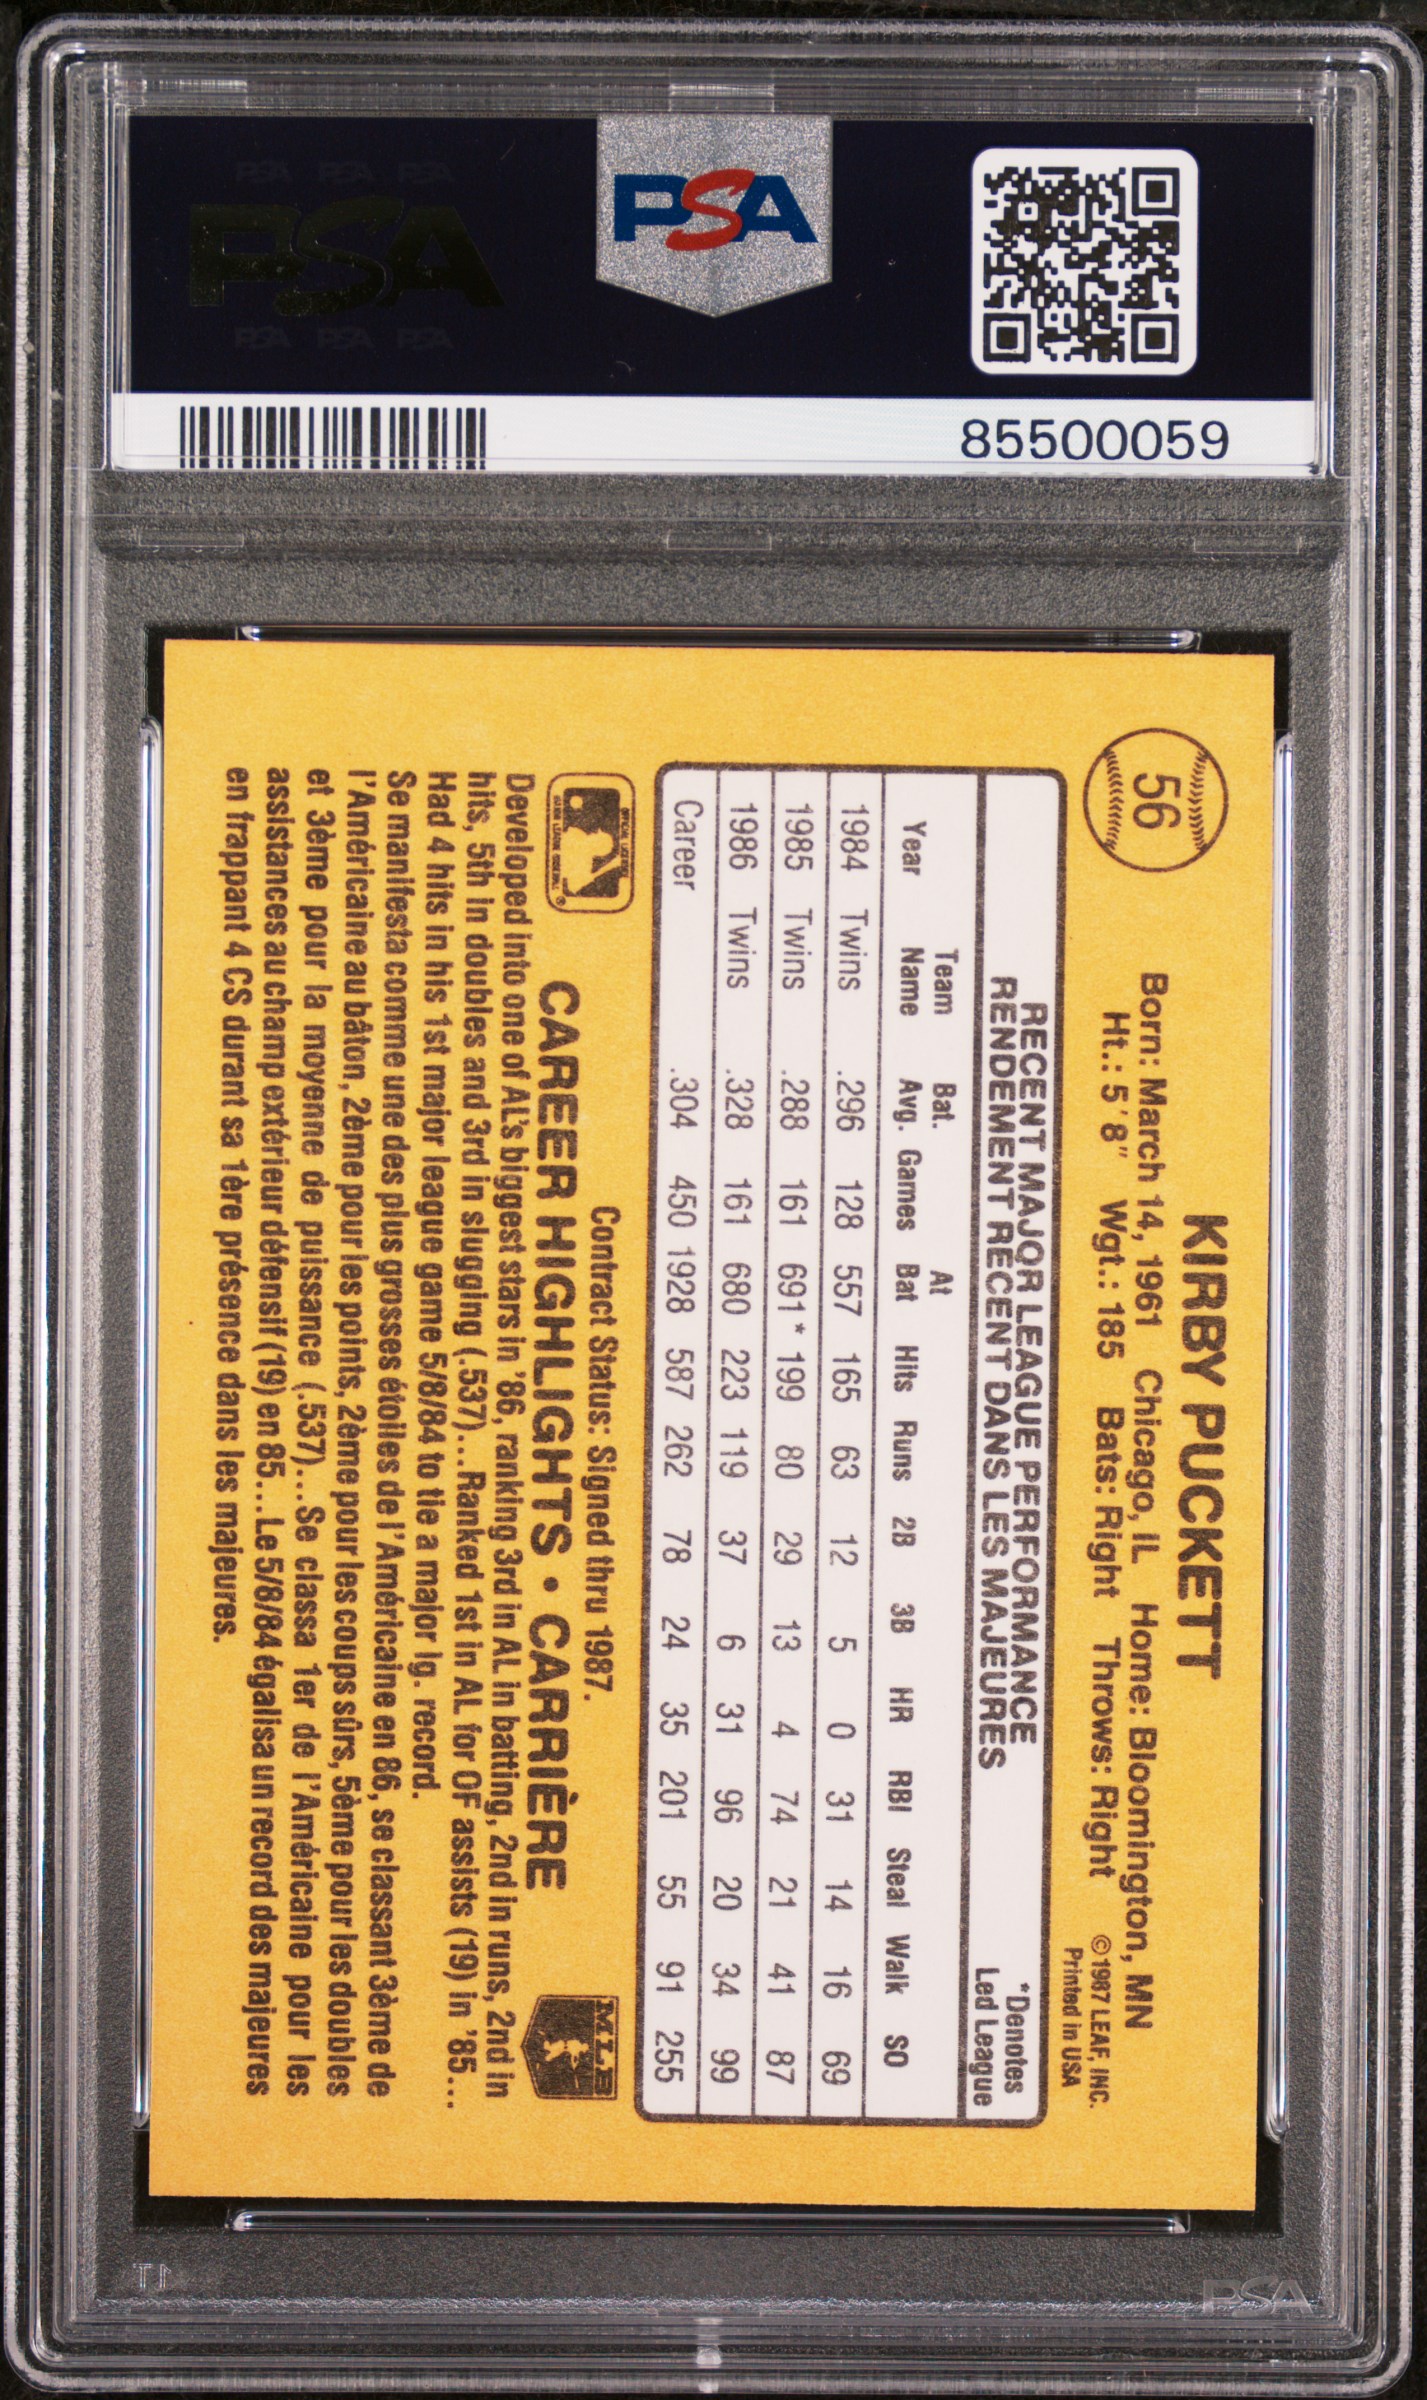 PSA PSA PSA
PSA
PSA PSA PSA
PSA
85500059
56
KIRBY PUCKETT
Born: March 14, 1961 Chicago, IL Home: Bloomington, MN
Ht.: 5'8" Wgt.: 185 Bats: Right Throws: Right
©1987 LEAF, INC.
Printed in USA
RECENT MAJOR LEAGUE PERFORMANCE
RENDEMENT RECENT DANS LES MAJEURES
*Denotes
Led League
Year Team Name Bat. Avg. Games At Bat Hits Runs 2B 3B HR RBI Steal Walk SO
1984 Twins .296 128 557 165 63 12 5 0 31 14 16 69
1985 Twins .288 161 691* 199 80 29 13 4 74 21 41 87
1986 Twins .328 161 680 223 119 37 6 31 96 20 34 99
Career .304 450 1928 587 262 78 24 35 201 55 91 255
Contract Status: Signed thru 1987.
CAREER HIGHLIGHTS • CARRIÈRE
MLB
Developed into one of AL's biggest stars in '86, ranking 3rd in AL in batting, 2nd in runs, 2nd in
hits, 5th in doubles and 3rd in slugging (.537)...Ranked 1st in AL for OF assists (19) in '85...
Had 4 hits in his 1st major league game 5/8/84 to tie a major lg. record.
Se manifesta comme une des plus grosses étoiles de l'Américaine en 86, se classant 3ème de
l'Américaine au bâton, 2ème pour les points, 2ème pour les coups sûrs, 5ème pour les doubles
et 3ème pour la moyenne de puissance (.537)...Se classa 1er de l'Américaine pour les
assistances au champ extérieur défensif (19) en 85...Le 5/8/84 égalisa un record des majeures
en frappant 4 CS durant sa 1ère présence dans les majeures.
PSA